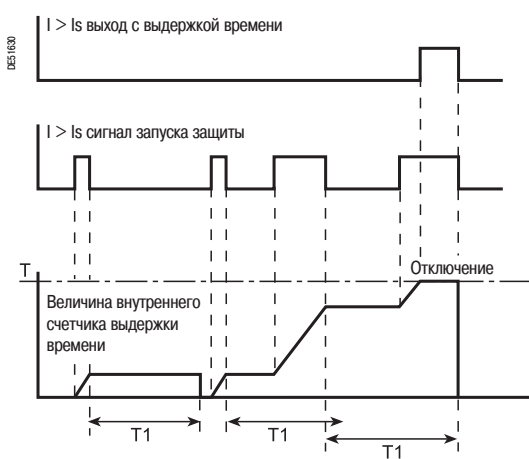 I > Is выход с выдержкой времени
DE51630
I > Is сигнал запуска защиты
T
Отключение
Величина внутреннего
счетчика выдержки
времени
T1
T1
T1